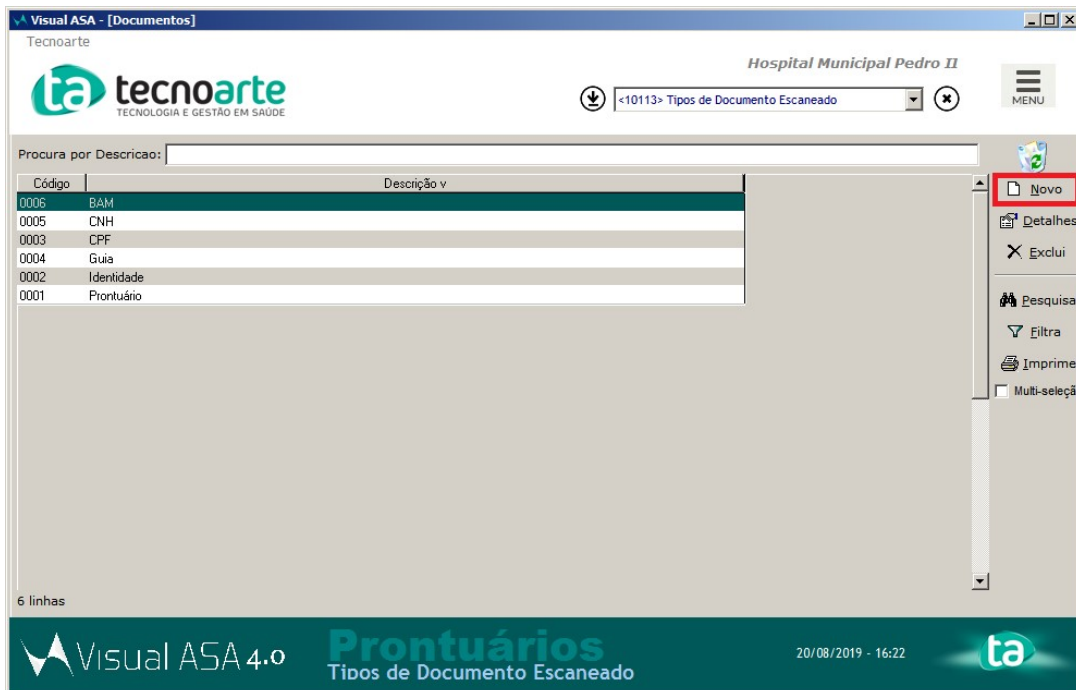 Visual ASA - [Documentos]
Tecnoarte
Hospital Municipal Pedro II
ta tecnoarte
TECNOLOGIA E GESTÃO EM SAÚDE
<10113> Tipos de Documento Escaneado
MENU
Procura por Descricao:
Código Descrição v
0006 BAM
0005 CNH
0003 CPF
0004 Guia
0002 Identidade
0001 Prontuário
Novo
Detalhes
Exclui
Pesquisa
Filtra
Imprime
Multi-seleçã
6 linhas
Visual ASA 4.0
Prontuários
Tipos de Documento Escaneado
20/08/2019 - 16:22
ta